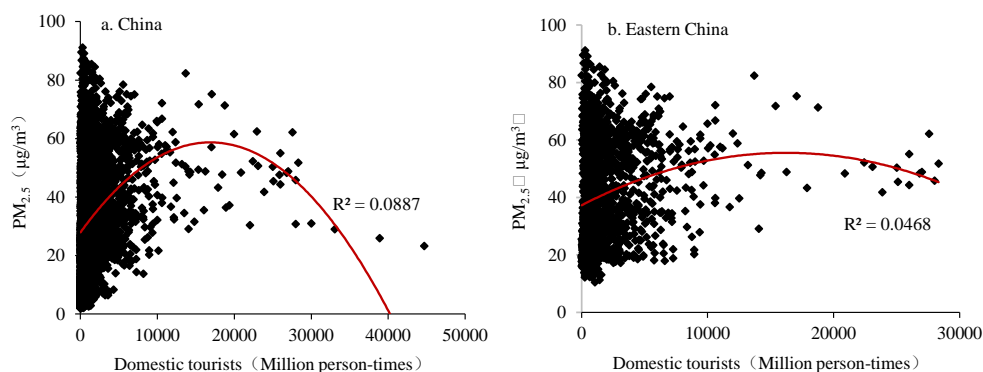 a. China
PM2.5（μg/m³）
100
80
60
40
20
0
R² = 0.0887
0 10000 20000 30000 40000 50000
Domestic tourists（Million person-times）
b. Eastern China
PM2.5□ μg/m³□
100
80
60
40
20
0
R² = 0.0468
0 10000 20000 30000
Domestic tourists（Million person-times）